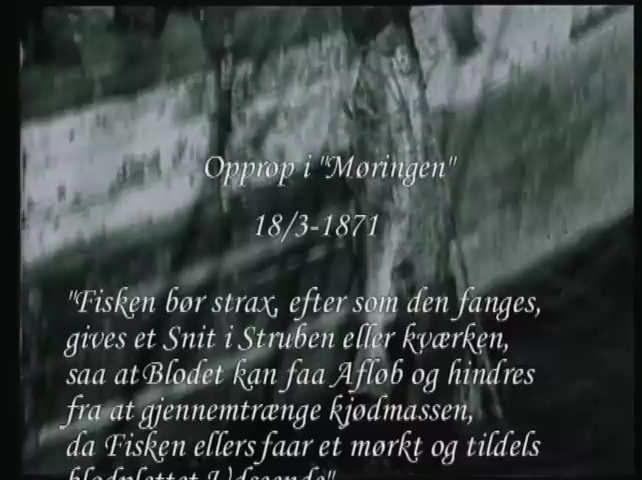 Opprop i "Møringen"
18/3-1871
"Fisken bør strax, efter som den fanges,
gives et Snit i Struben eller kværken,
saa at Blodet kan faa Afløb og hindres
fra at gjennemtrænge kjødmassen,
da Fisken ellers faar et mørkt og tildels
blodplettet Udseende"